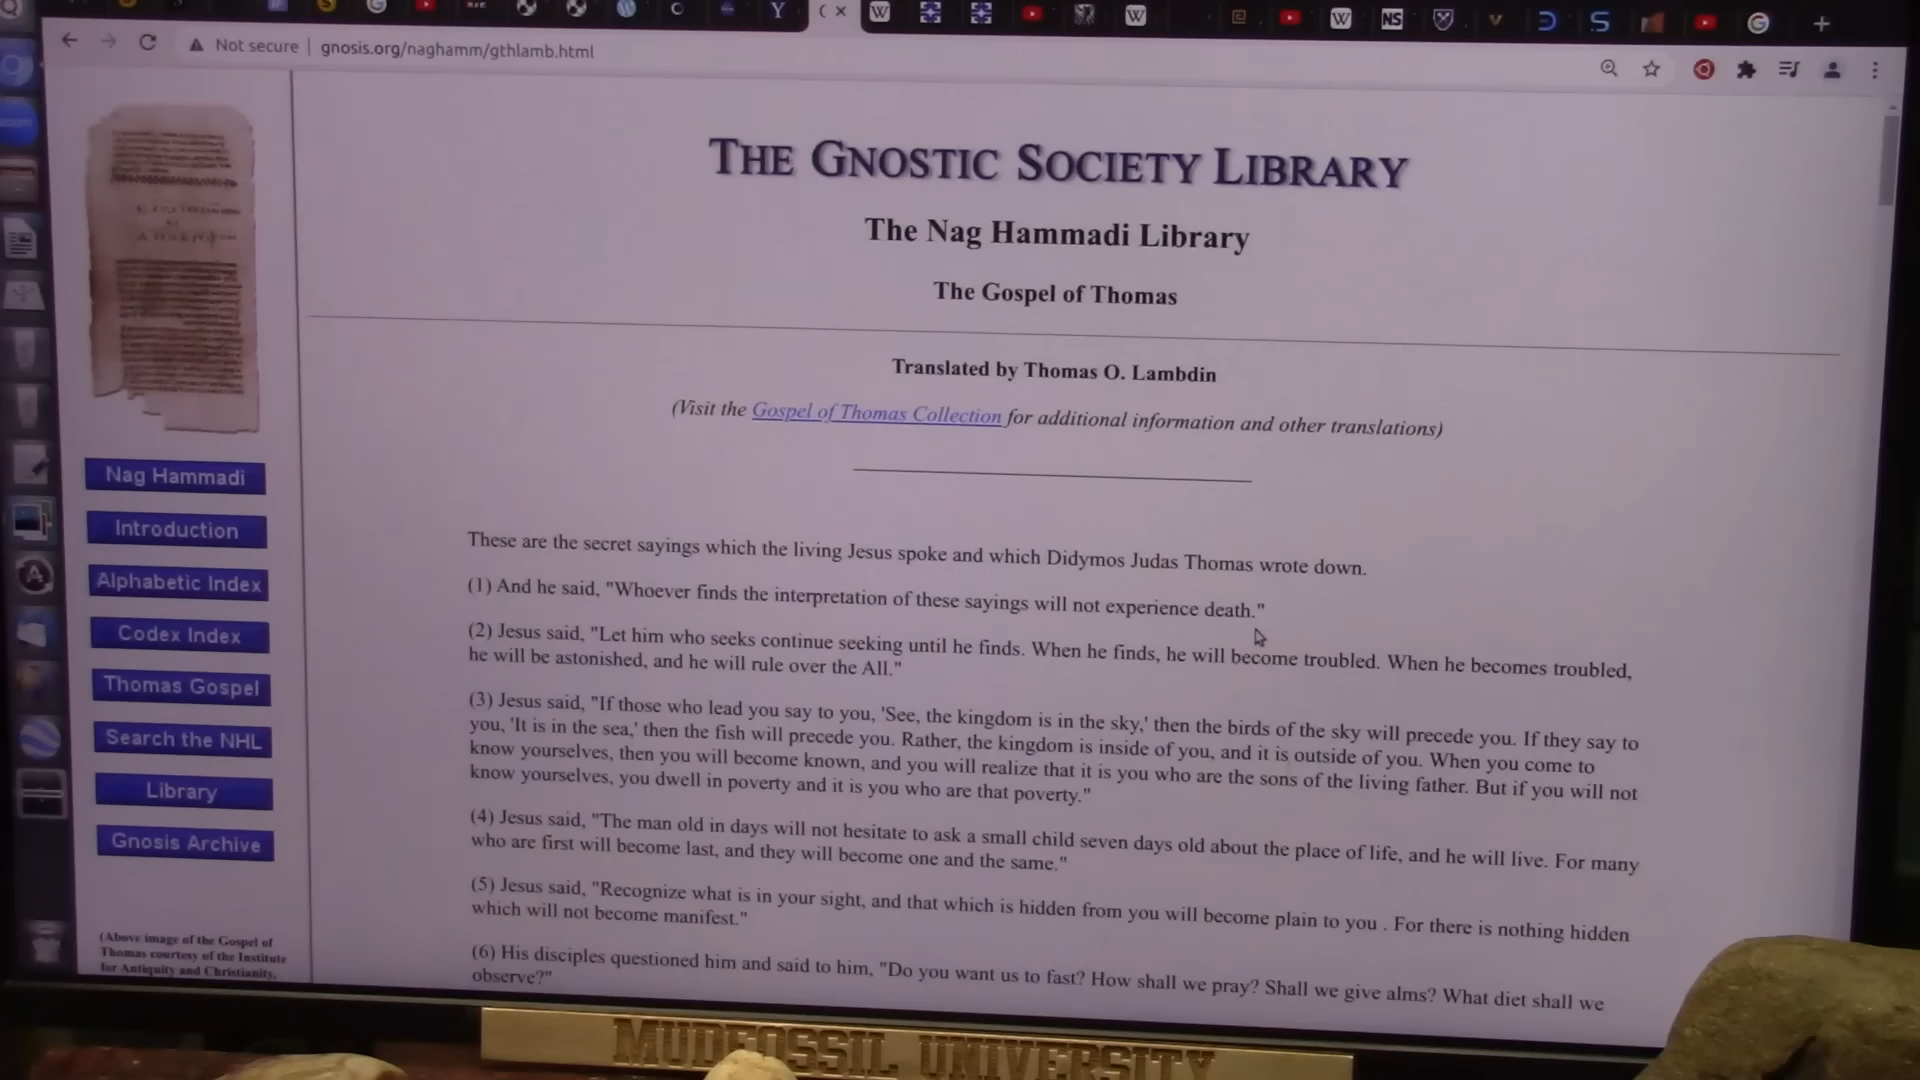 Not secure | gnosis.org/naghamm/gthlamb.html
THE GNOSTIC SOCIETY LIBRARY
The Nag Hammadi Library
The Gospel of Thomas
Translated by Thomas O. Lambdin
(Visit the Gospel of Thomas Collection for additional information and other translations)
Nag Hammadi
Introduction
Alphabetic Index
Codex Index
Thomas Gospel
Search the NHL
Library
Gnosis Archive
(Above image of the Gospel of
Thomas courtesy of the Institute
for Antiquity and Christianity,
These are the secret sayings which the living Jesus spoke and which Didymos Judas Thomas wrote down.
(1) And he said, "Whoever finds the interpretation of these sayings will not experience death."
(2) Jesus said, "Let him who seeks continue seeking until he finds. When he finds, he will become troubled. When he becomes troubled,
he will be astonished, and he will rule over the All."
(3) Jesus said, "If those who lead you say to you, 'See, the kingdom is in the sky,' then the birds of the sky will precede you. If they say to
you, 'It is in the sea,' then the fish will precede you. Rather, the kingdom is inside of you, and it is outside of you. When you come to
know yourselves, then you will become known, and you will realize that it is you who are the sons of the living father. But if you will not
know yourselves, you dwell in poverty and it is you who are that poverty."
(4) Jesus said, "The man old in days will not hesitate to ask a small child seven days old about the place of life, and he will live. For many
who are first will become last, and they will become one and the same."
(5) Jesus said, "Recognize what is in your sight, and that which is hidden from you will become plain to you . For there is nothing hidden
which will not become manifest."
(6) His disciples questioned him and said to him, "Do you want us to fast? How shall we pray? Shall we give alms? What diet shall we
observe?"
MUDFOSSIL UNIVERSITY